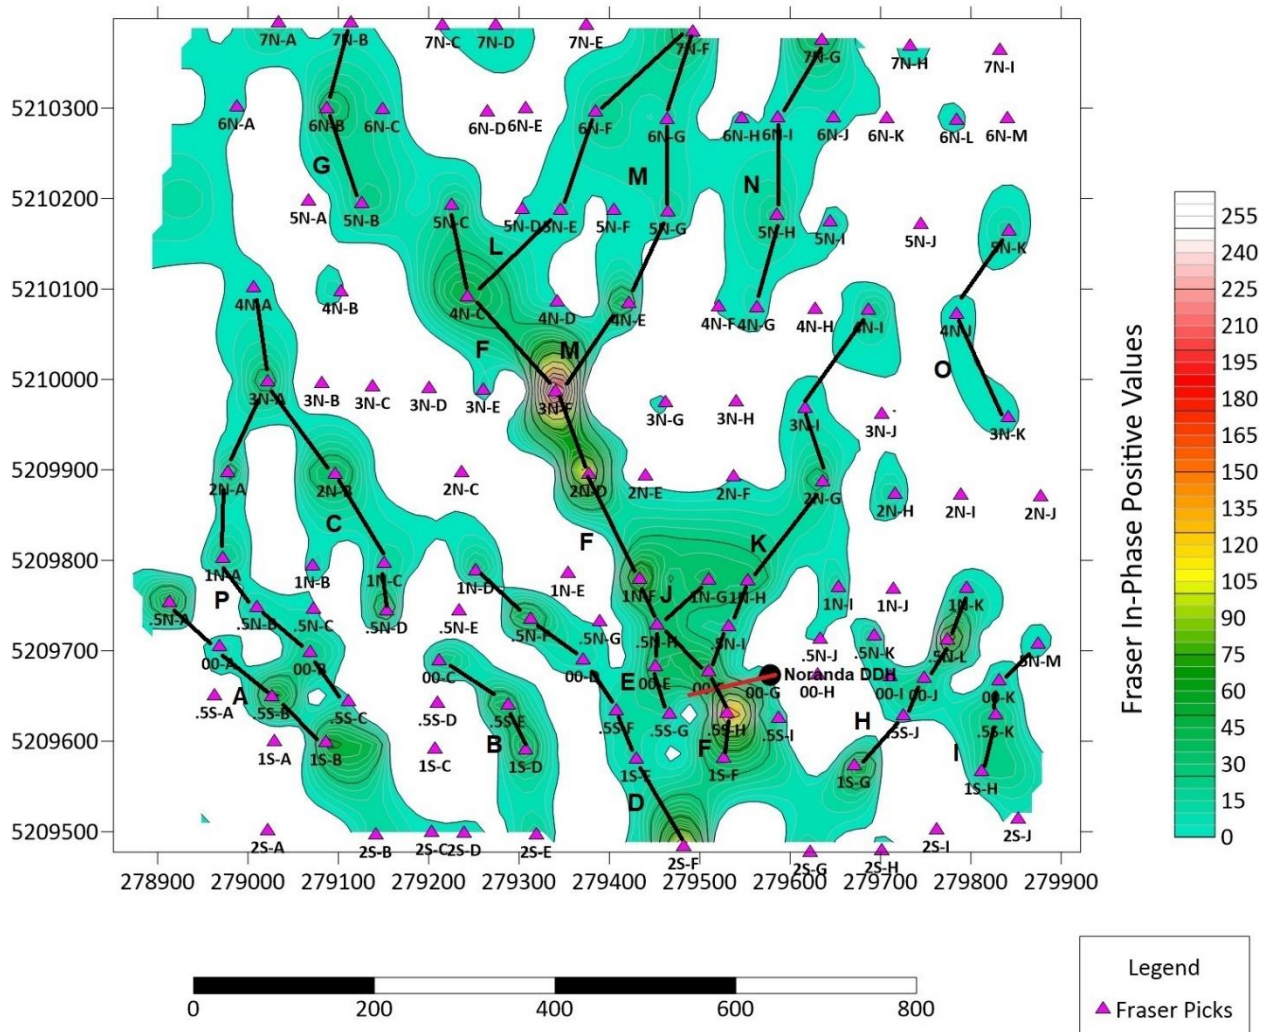 7N-A 7N-B 7N-C 7N-D 7N-E 7N-F 7N-G 7N-H 7N-I
5210300
6N-A 6N-B 6N-C 6N-D 6N-E 6N-F 6N-G 6N-H 6N-I 6N-J 6N-K 6N-L 6N-M
G M N
5210200
5N-A 5N-B 5N-C 5N-D 5N-E 5N-F 5N-G 5N-H 5N-I 5N-J 5N-K
L
5210100
4N-A 4N-B 4N-C 4N-D 4N-E 4N-F 4N-G 4N-H 4N-I 4N-J
F M O
5210000
3N-A 3N-B 3N-C 3N-D 3N-E 3N-F 3N-G 3N-H 3N-I 3N-J 3N-K
5209900
2N-A 2N-B 2N-C 2N-D 2N-E 2N-F 2N-G 2N-H 2N-I 2N-J
C F K
5209800
1N-A 1N-B 1N-C 1N-D 1N-E 1N-F 1N-G 1N-H 1N-I 1N-J 1N-K
P J
.5N-A .5N-B .5N-C .5N-D .5N-E .5N-F .5N-G .5N-H .5N-I .5N-J .5N-K .5N-L .5N-M
5209700
00-A 00-B 00-C 00-D 00-E 00-F 00-G Noranda DDH 00-H 00-I 00-J 00-K
A E H
.5S-A .5S-B .5S-C .5S-D .5S-E .5S-F .5S-G .5S-H .5S-I .5S-J .5S-K
5209600
B F I
1S-A 1S-B 1S-C 1S-D 1S-E 1S-F 1S-G 1S-H
D
5209500
2S-A 2S-B 2S-C 2S-D 2S-E 2S-F 2S-G 2S-H 2S-I 2S-J
278900 279000 279100 279200 279300 279400 279500 279600 279700 279800 279900
Fraser In-Phase Positive Values
255
240
225
210
195
180
165
150
135
120
105
90
75
60
45
30
15
0
0 200 400 600 800
Legend
Fraser Picks